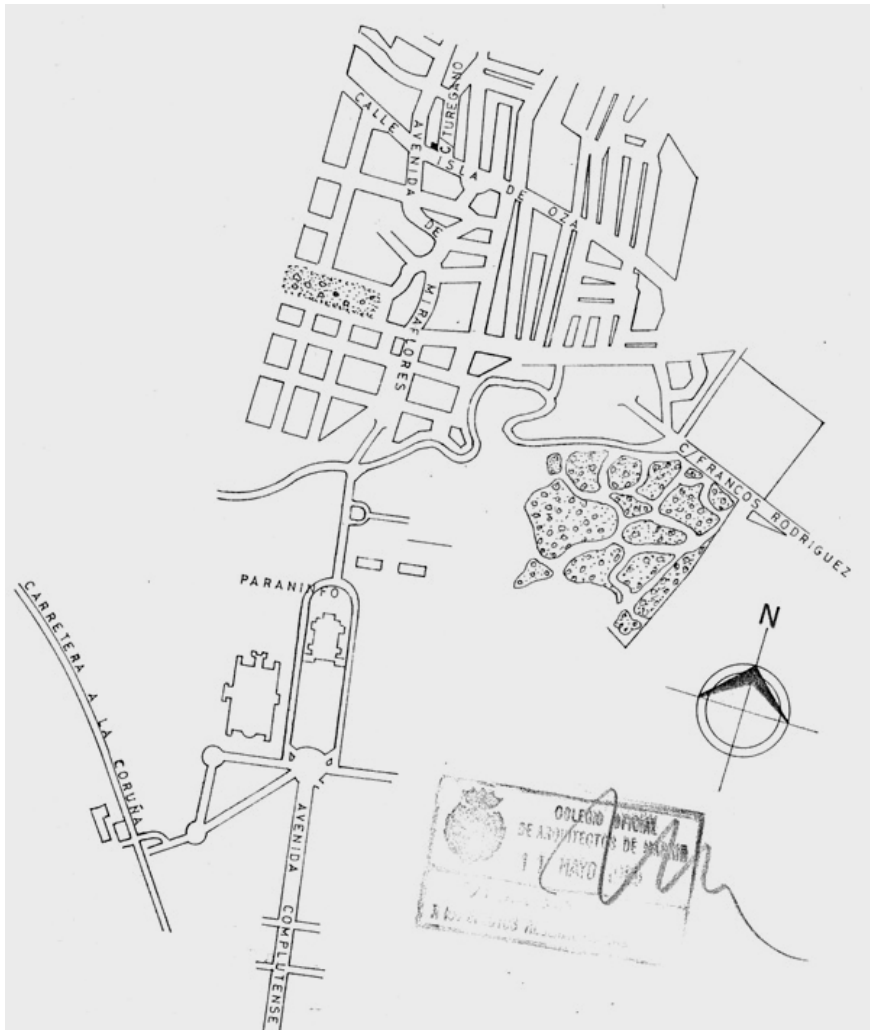 C/TUREGANO
CALLE ISLA DE OZA
AVENIDA DE MIRAFLORES
C/FRANCOS RODRIGUEZ
PARANINFO
CARRETERA A LA CORUÑA
N
AVENIDA COMPLUTENSE
COLEGIO OFICIAL
DE ARQUITECTOS DE MADRID
MAYO